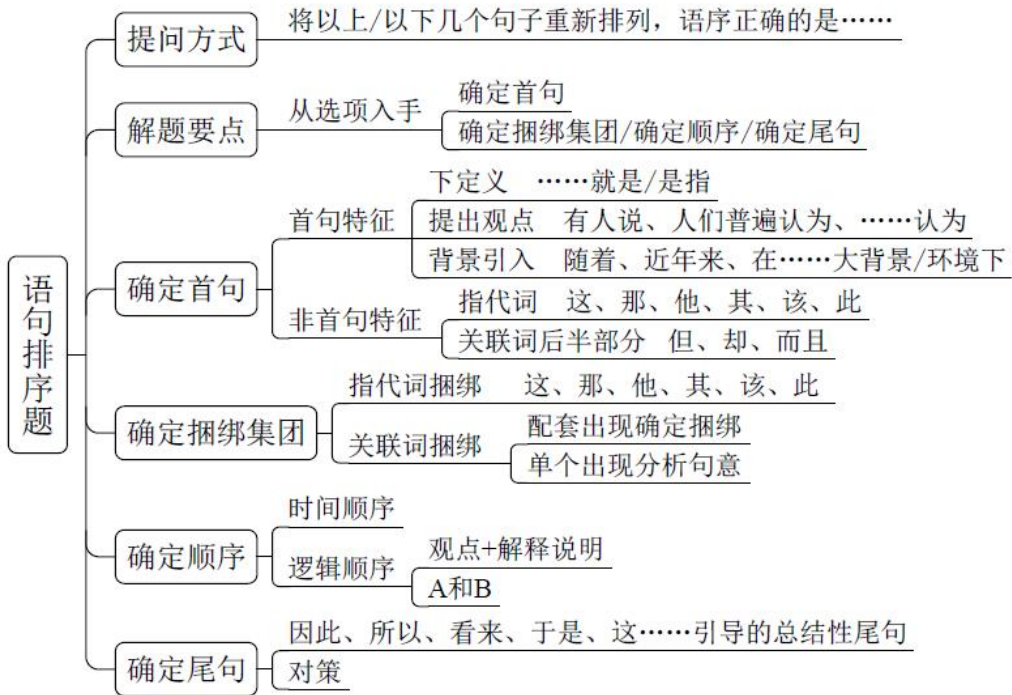 语句排序题
提问方式
将以上/以下几个句子重新排列，语序正确的是……
解题要点
从选项入手
确定首句
确定捆绑集团/确定顺序/确定尾句
确定首句
首句特征
下定义 ……就是/是指
提出观点 有人说、人们普遍认为、……认为
背景引入 随着、近年来、在……大背景/环境下
非首句特征
指代词 这、那、他、其、该、此
关联词后半部分 但、却、而且
确定捆绑集团
指代词捆绑 这、那、他、其、该、此
关联词捆绑
配套出现确定捆绑
单个出现分析句意
确定顺序
时间顺序
逻辑顺序
观点+解释说明
A和B
确定尾句
因此、所以、看来、于是、这……引导的总结性尾句
对策